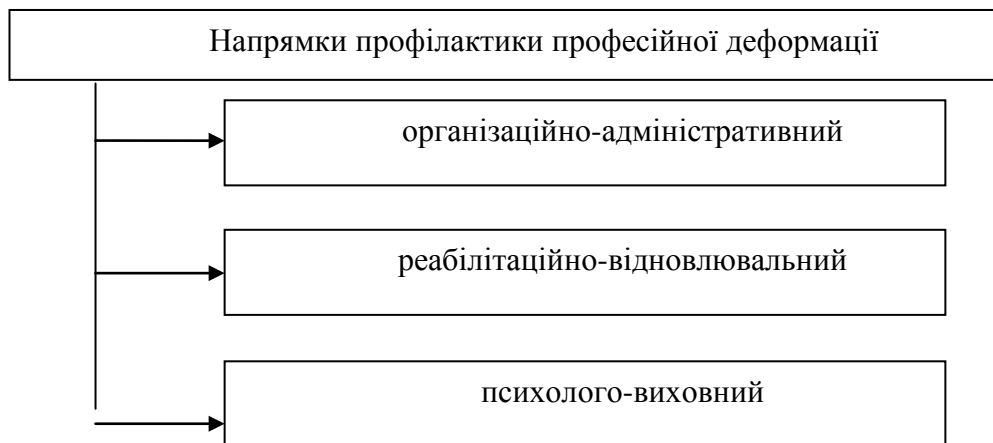 Напрямки профілактики професійної деформації
організаційно-адміністративний
реабілітаційно-відновлювальний
психолого-виховний